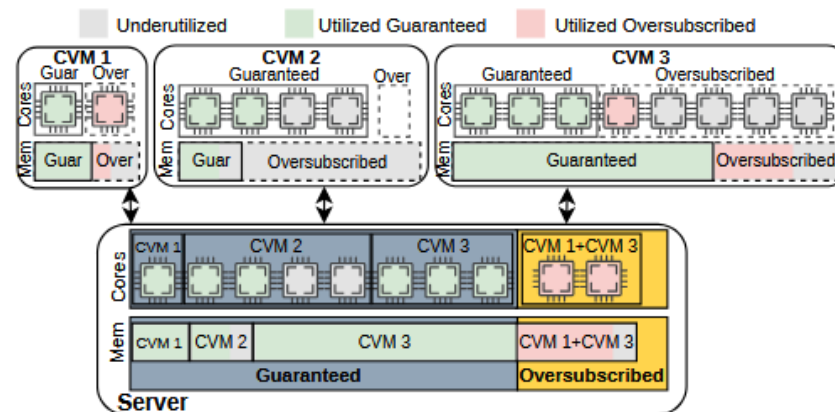 Underutilized Utilized Guaranteed Utilized Oversubscribed
CVM 1 CVM 2 CVM 3
Guar Over Guaranteed Over Guaranteed Oversubscribed
Cores Cores Cores
Mem Guar Over Mem Guar Oversubscribed Mem Guaranteed Oversubscribed
Cores CVM 1 CVM 2 CVM 3 CVM 1+CVM 3
Mem CVM 1 CVM 2 CVM 3 CVM 1+CVM 3
Guaranteed Oversubscribed
Server